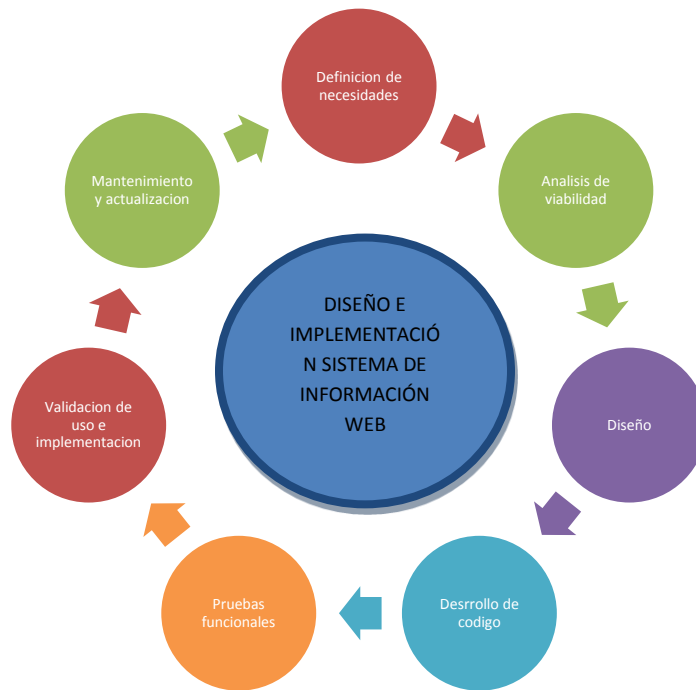 Definicion de
necesidades
Analisis de
viabilidad
Diseño
Desrrollo de
codigo
Pruebas
funcionales
Validacion de
uso e
implementacion
Mantenimiento
y actualizacion
DISEÑO E
IMPLEMENTACIÓ
N SISTEMA DE
INFORMACIÓN
WEB